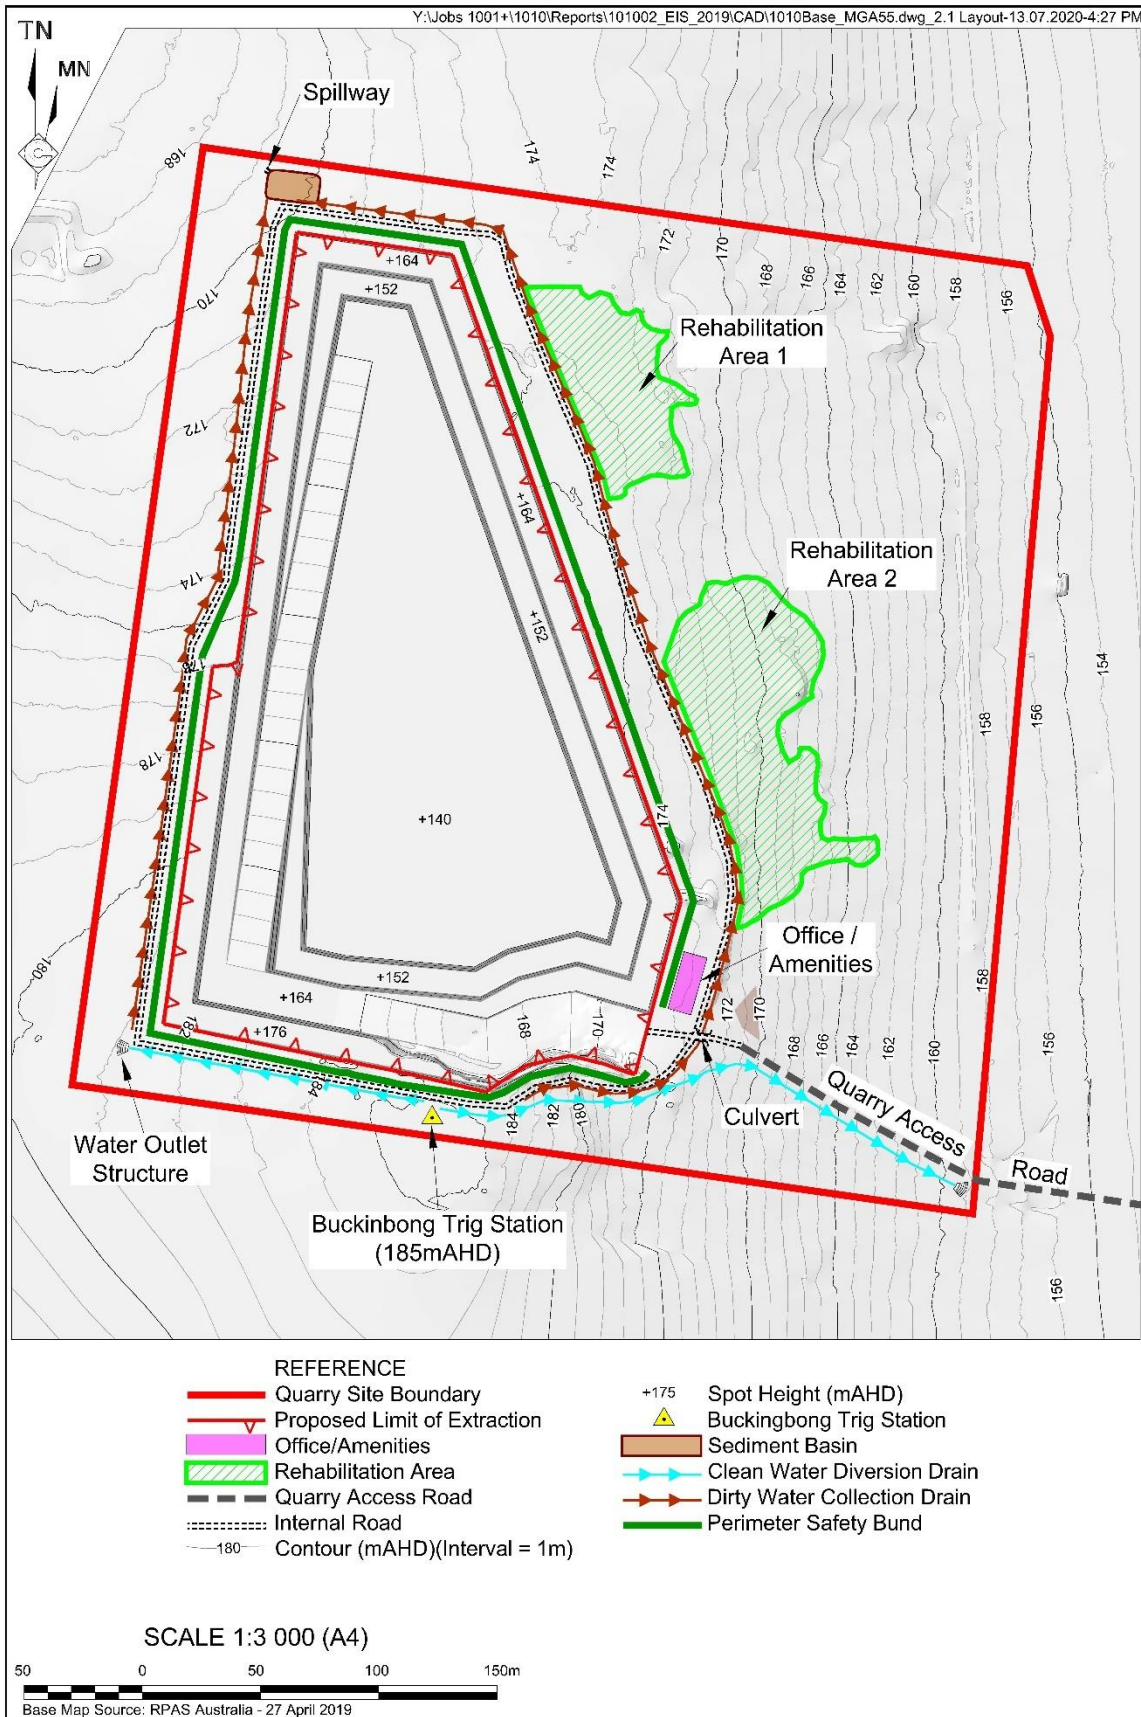 Y:\Jobs 1001+\1010\Reports\101002_EIS_2019\CAD\1010Base_MGA55.dwg_2.1 Layout-13.07.2020-4:27 PM
TN
MN
Spillway
168
174
174
172
170
168
166
164
162
160
158
156
+164
+152
170
Rehabilitation
Area 1
172
+164
Rehabilitation
Area 2
174
+152
154
178
158
156
+140
174
180
Office /
Amenities
+152
+164
172
170
158
182
+176
168
170
168
166
164
162
160
156
184
184
182
180
Culvert
Quarry Access
Road
Water Outlet
Structure
Buckinbong Trig Station
(185mAHD)
156
REFERENCE
Quarry Site Boundary
Proposed Limit of Extraction
Office/Amenities
Rehabilitation Area
Quarry Access Road
Internal Road
180 Contour (mAHD)(Interval = 1m)
+175 Spot Height (mAHD)
Buckingbong Trig Station
Sediment Basin
Clean Water Diversion Drain
Dirty Water Collection Drain
Perimeter Safety Bund
SCALE 1:3 000 (A4)
50 0 50 100 150m
Base Map Source: RPAS Australia - 27 April 2019